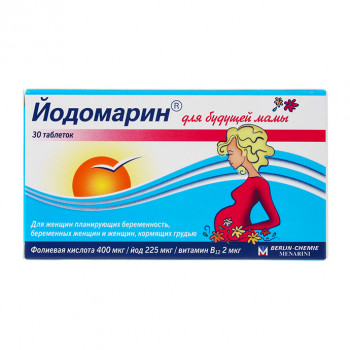 Йодомарин®
для будущей мамы
30 таблеток
Для женщин планирующих беременность,
беременных женщин и женщин, кормящих грудью
Фолиевая кислота 400 мкг / йод 225 мкг / витамин B12 2 мкг
M BERLIN-CHEMIE
MENARINI